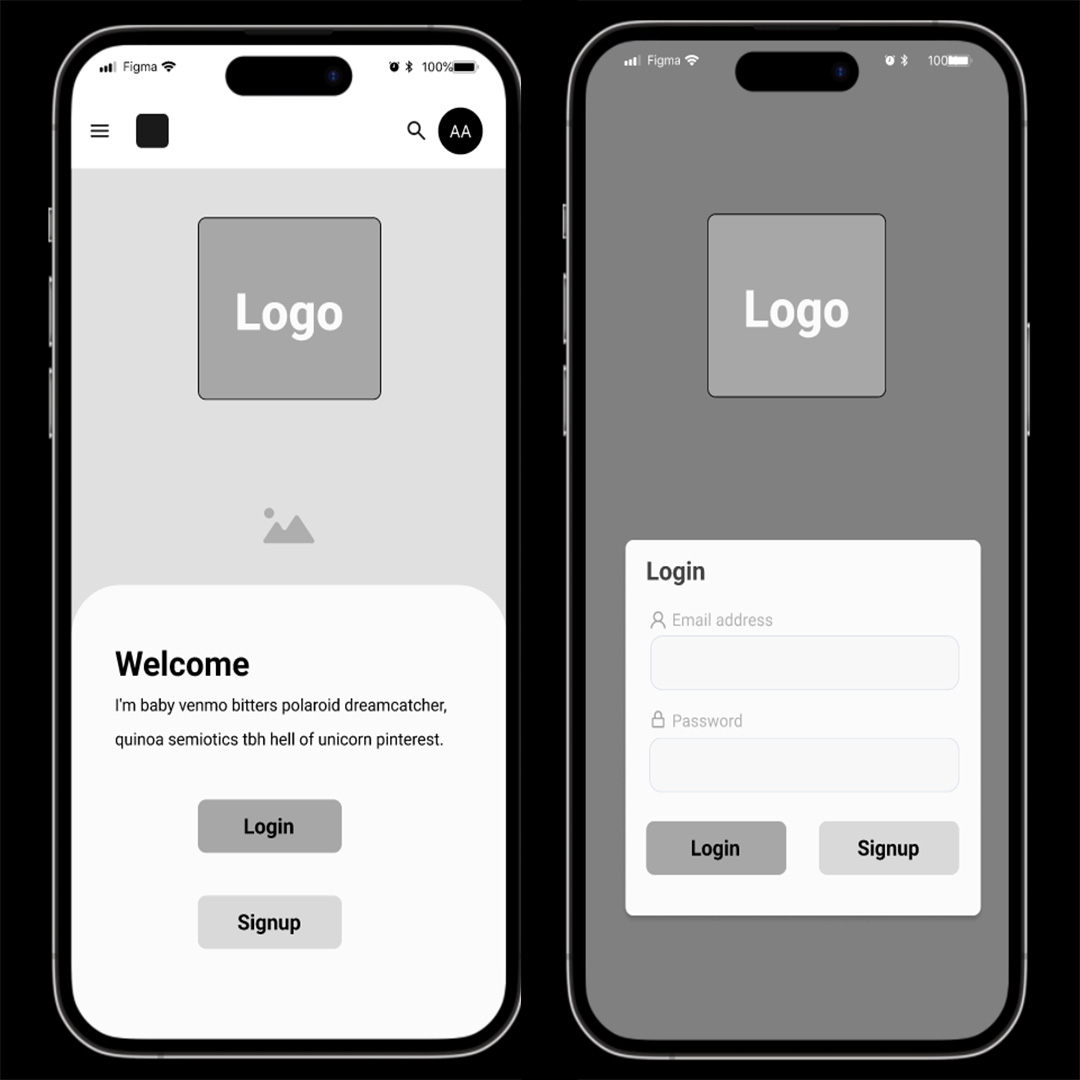 Figma 100%
AA
Logo
Welcome
I'm baby venmo bitters polaroid dreamcatcher,
quinoa semiotics tbh hell of unicorn pinterest.
Login
Signup
Figma 100
Logo
Login
Email address
Password
Login Signup